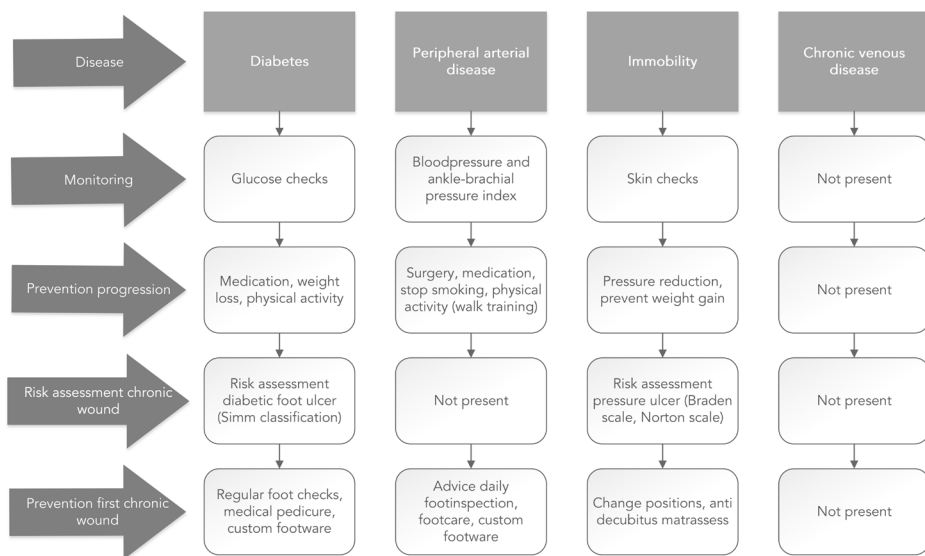 Disease
Diabetes
Peripheral arterial
disease
Immobility
Chronic venous
disease
Monitoring
Glucose checks
Bloodpressure and
ankle-brachial
pressure index
Skin checks
Not present
Prevention progression
Medication, weight
loss, physical activity
Surgery, medication,
stop smoking, physical
activity (walk training)
Pressure reduction,
prevent weight gain
Not present
Risk assessment chronic
wound
Risk assessment
diabetic foot ulcer
(Simm classification)
Not present
Risk assessment
pressure ulcer (Braden
scale, Norton scale)
Not present
Prevention first chronic
wound
Regular foot checks,
medical pedicure,
custom footware
Advice daily
footinspection,
footcare, custom
footware
Change positions, anti
decubitus matrassess
Not present